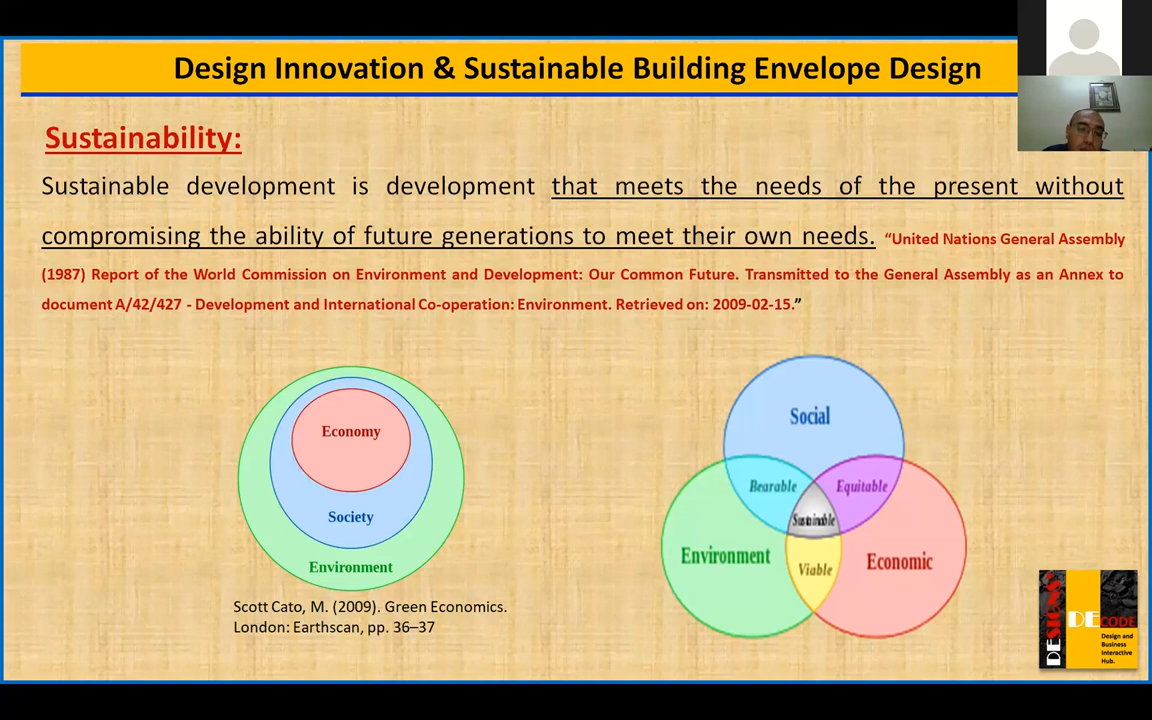 Design Innovation & Sustainable Building Envelope Design
Sustainability:
Sustainable development is development that meets the needs of the present without
compromising the ability of future generations to meet their own needs. “United Nations General Assembly
(1987) Report of the World Commission on Environment and Development: Our Common Future. Transmitted to the General Assembly as an Annex to
document A/42/427 - Development and International Co-operation: Environment. Retrieved on: 2009-02-15.”
Economy
Society
Environment
Scott Cato, M. (2009). Green Economics.
London: Earthscan, pp. 36–37
Social
Bearable
Equitable
Sustainable
Environment
Economic
Viable
DESIGNS
DECODE
Design and
Business
Interactive
Hub.